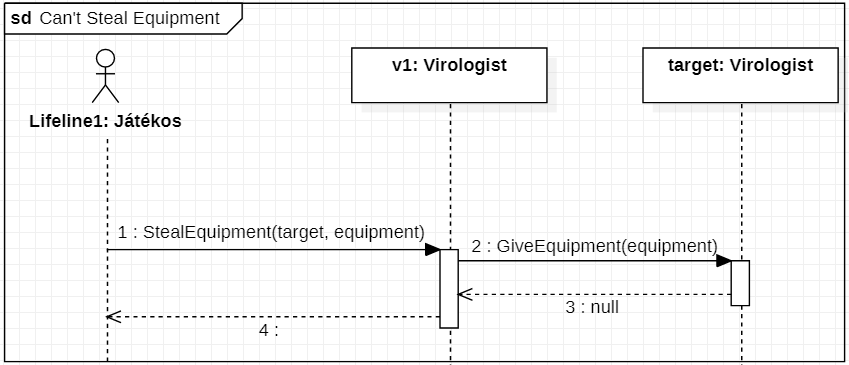 sd Can't Steal Equipment
v1: Virologist
target: Virologist
Lifeline1: Játékos
1 : StealEquipment(target, equipment)
2 : GiveEquipment(equipment)
3 : null
4 :